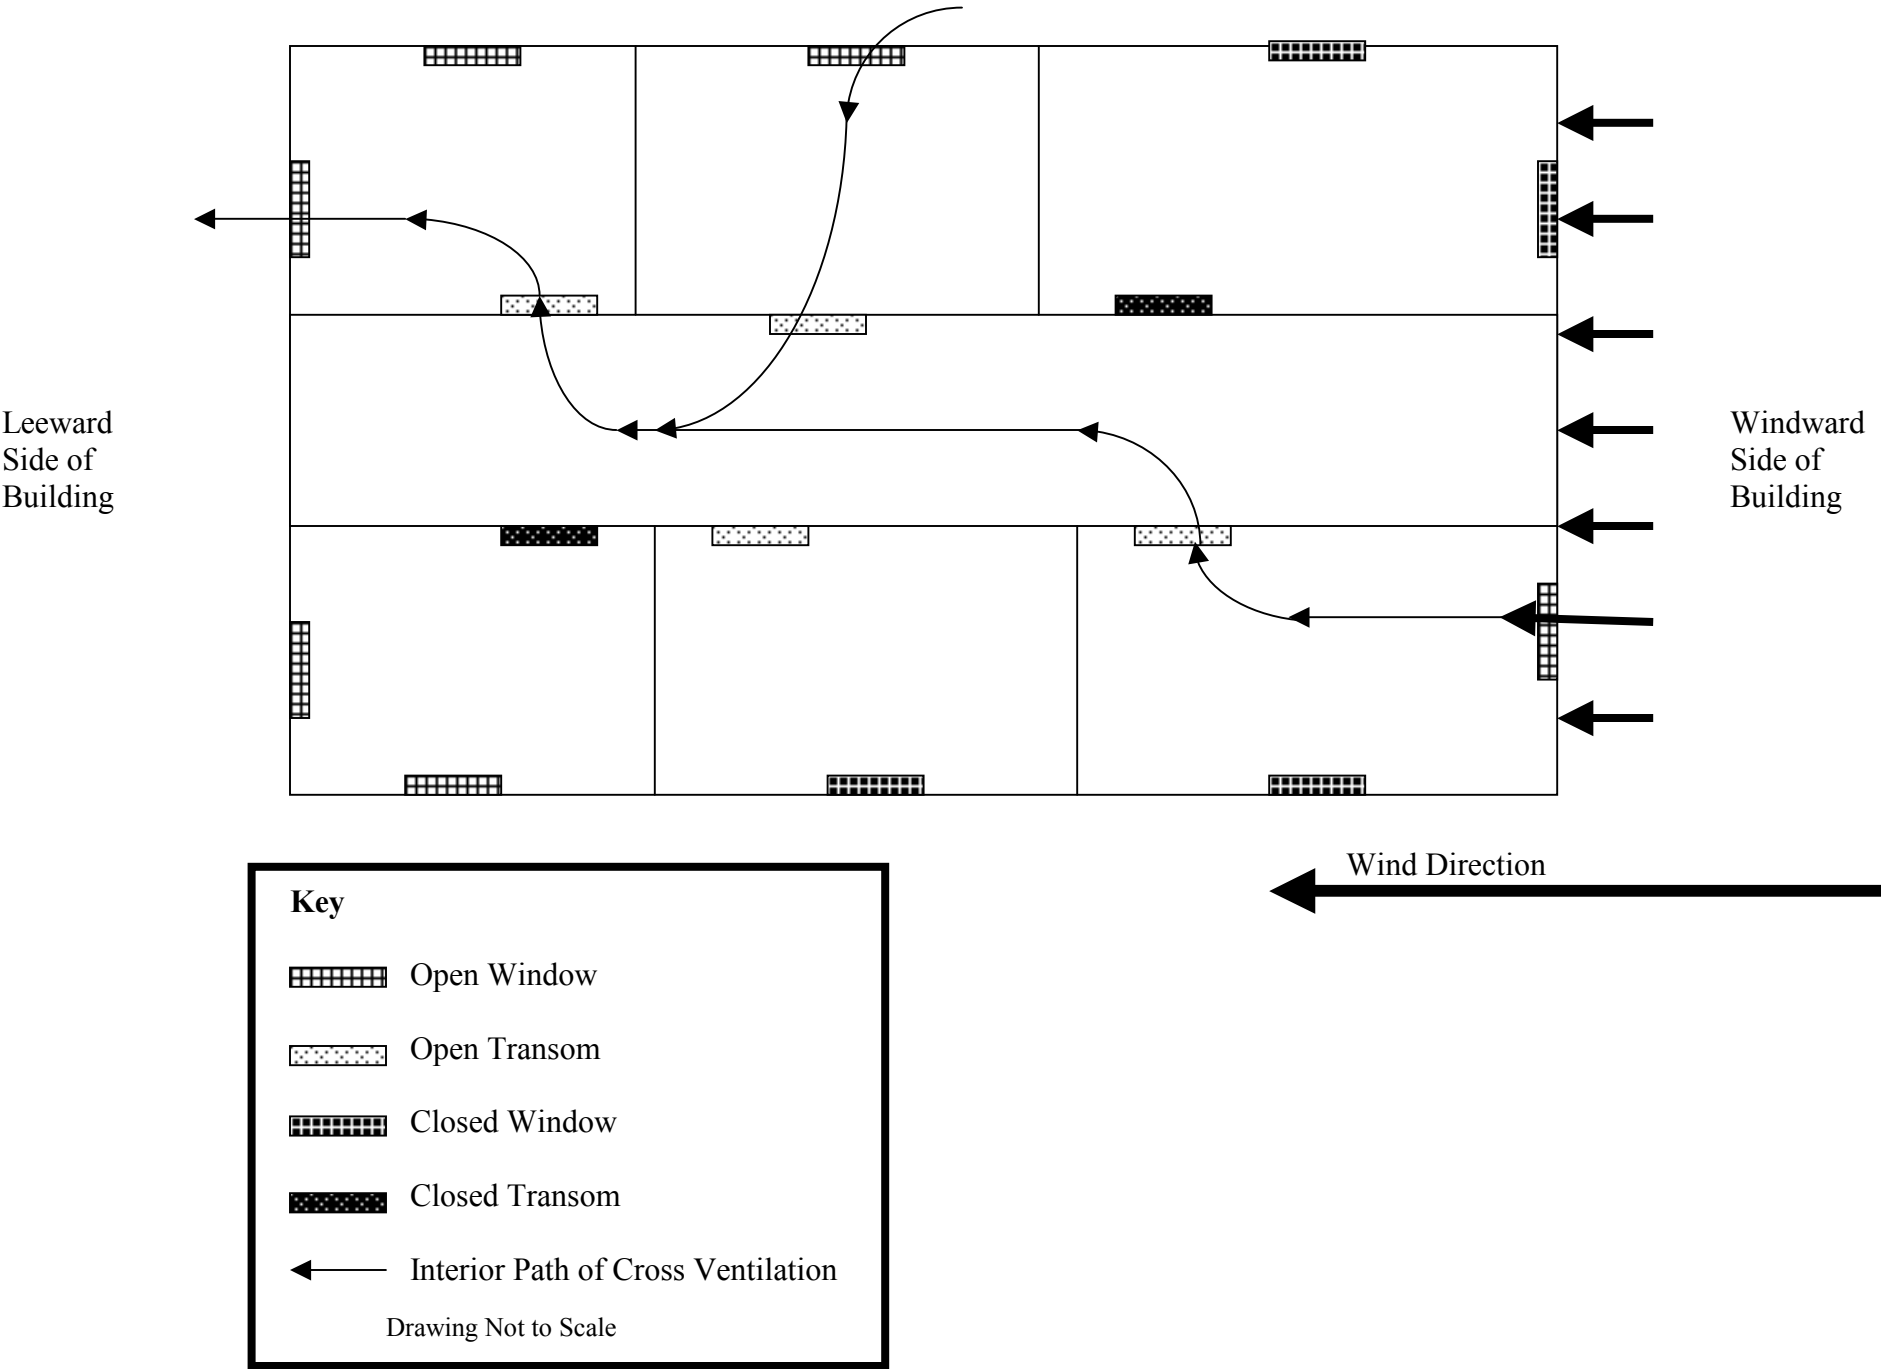 Leeward
Side of
Building
Windward
Side of
Building
Wind Direction
Key
Open Window
Open Transom
Closed Window
Closed Transom
Interior Path of Cross Ventilation
Drawing Not to Scale